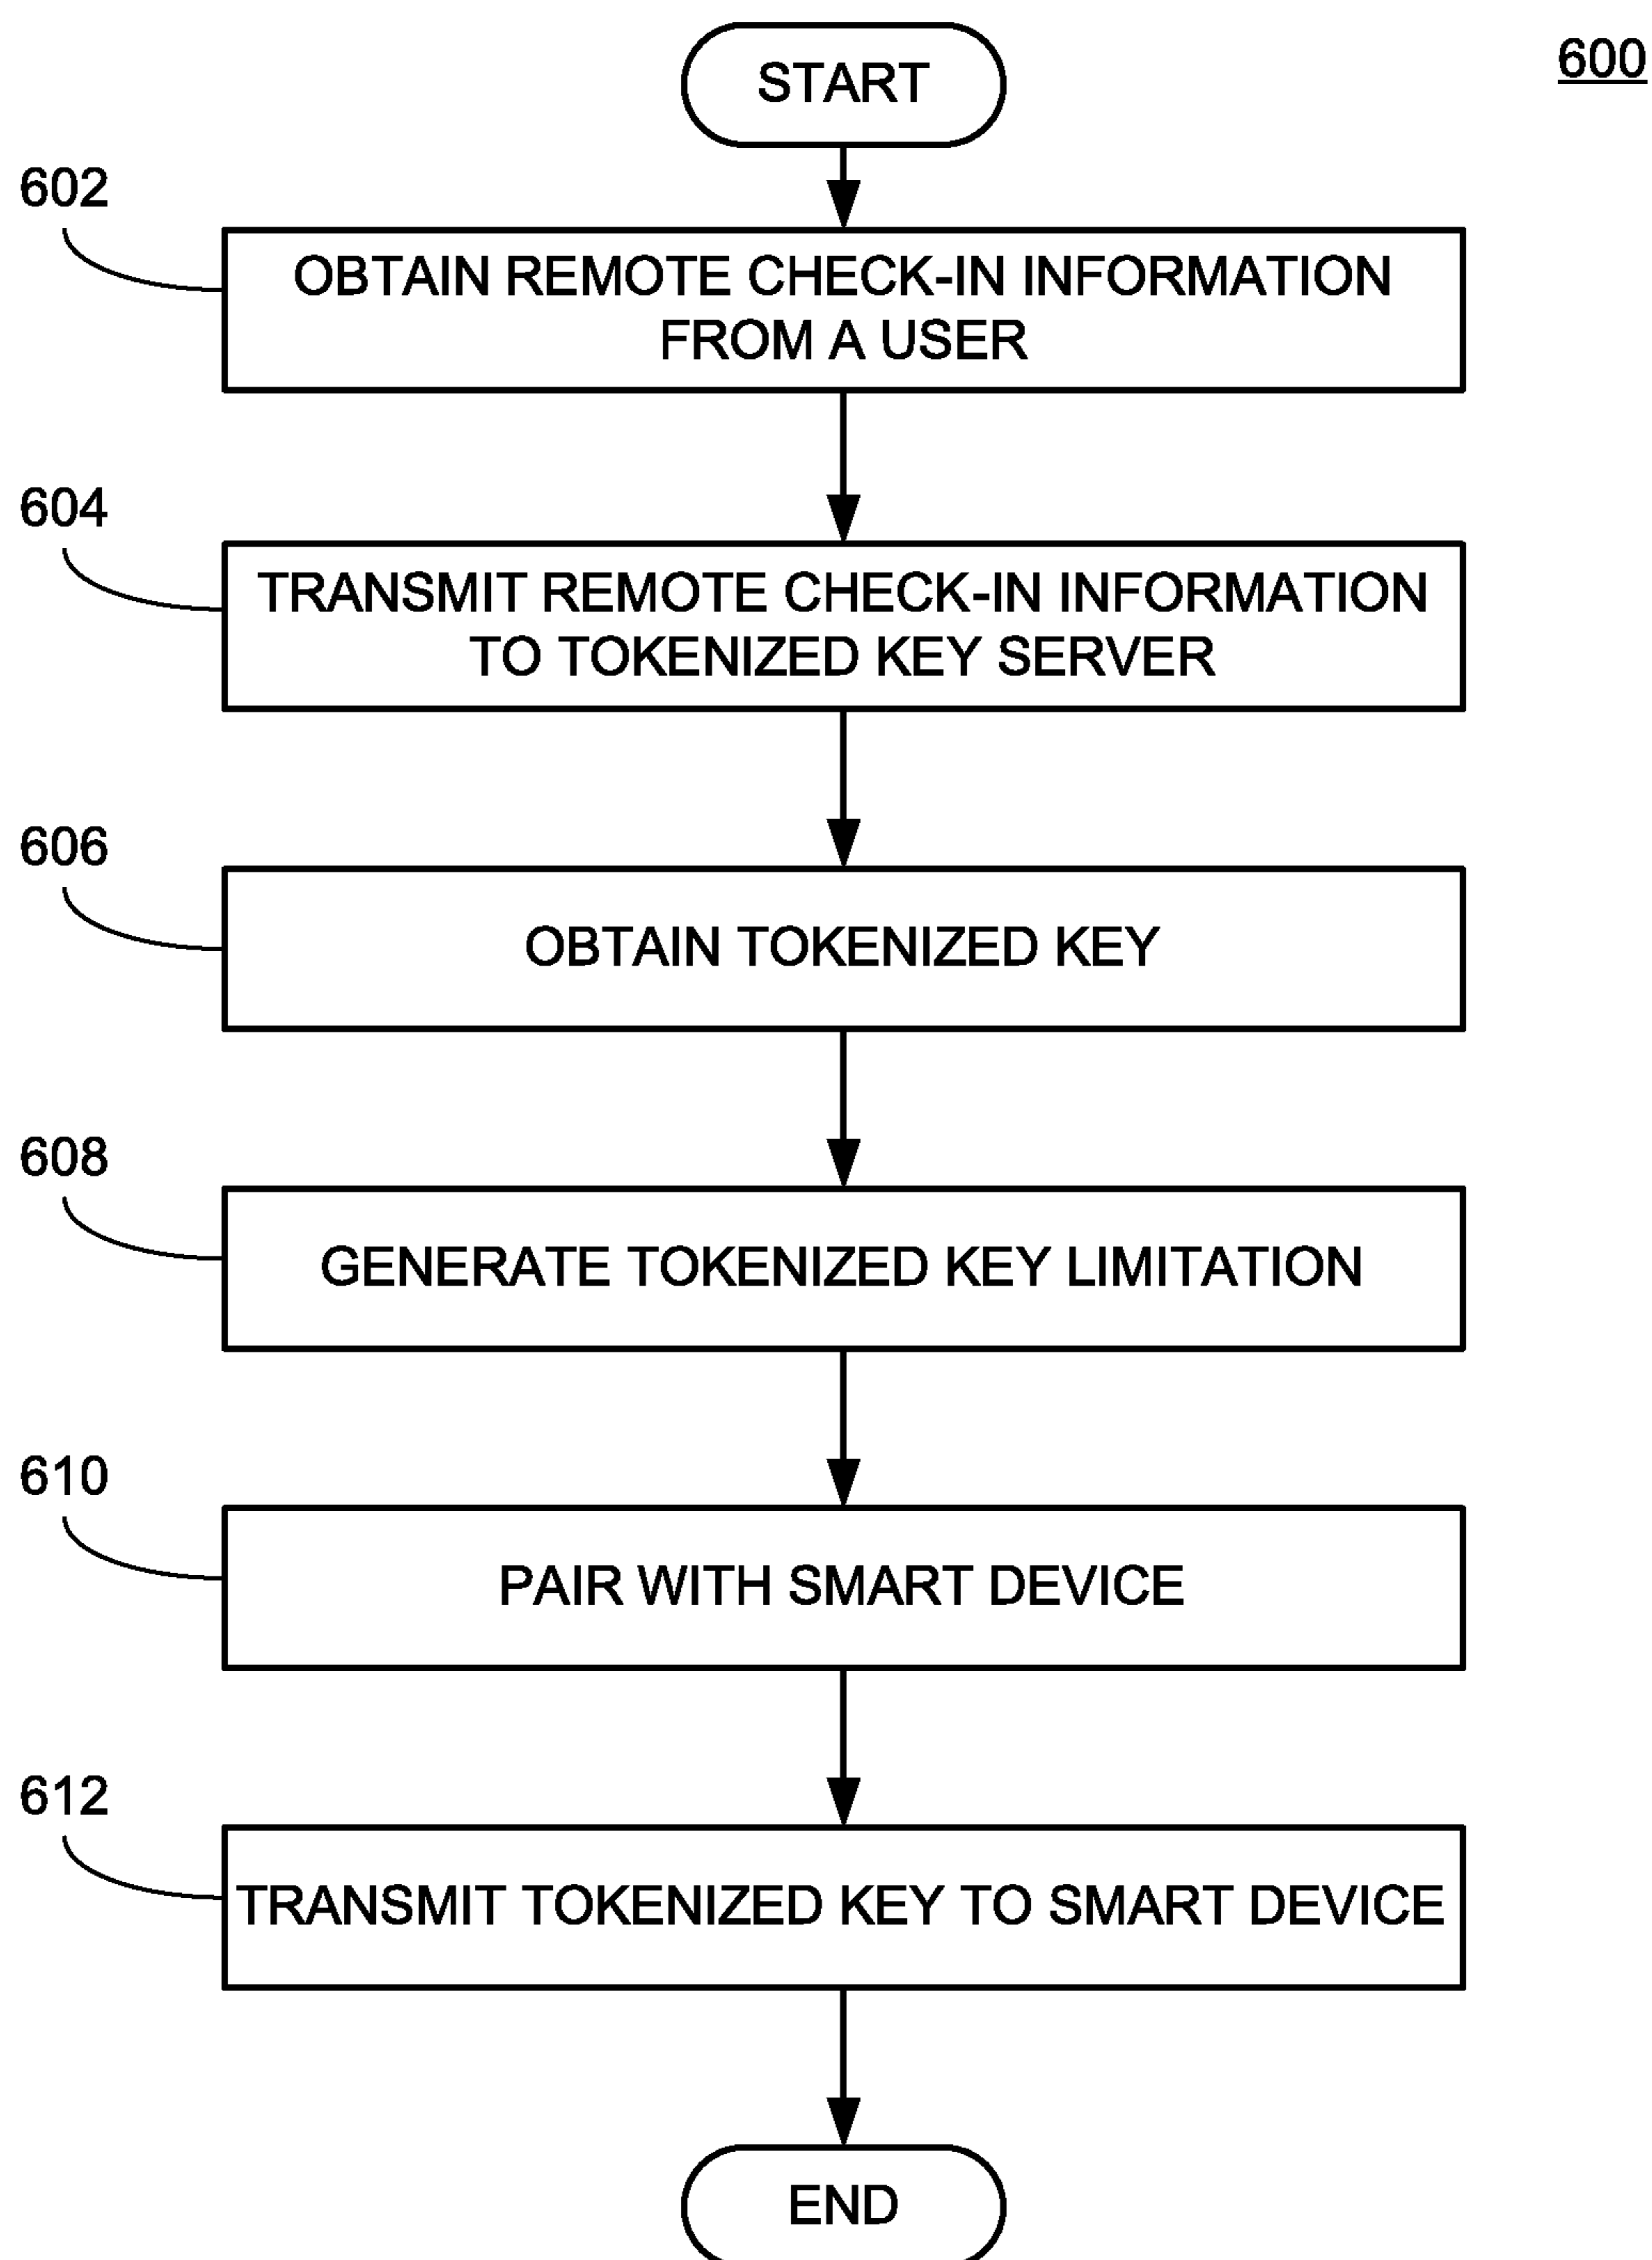 START
600
602
OBTAIN REMOTE CHECK-IN INFORMATION
FROM A USER
604
TRANSMIT REMOTE CHECK-IN INFORMATION
TO TOKENIZED KEY SERVER
606
OBTAIN TOKENIZED KEY
608
GENERATE TOKENIZED KEY LIMITATION
610
PAIR WITH SMART DEVICE
612
TRANSMIT TOKENIZED KEY TO SMART DEVICE
END